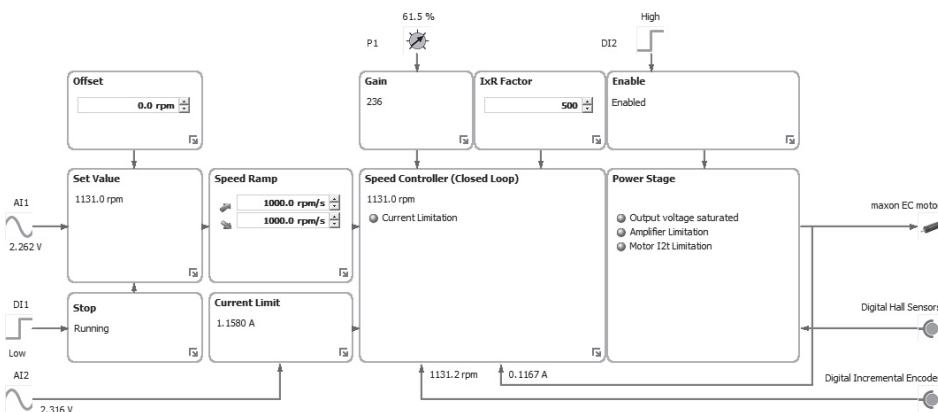 61.5 %
High
P1
DI2
Offset
0.0 rpm
Gain
236
IxR Factor
500
Enable
Enabled
Set Value
1131.0 rpm
Speed Ramp
1000.0 rpm/s
1000.0 rpm/s
Speed Controller (Closed Loop)
1131.0 rpm
Current Limitation
Power Stage
Output voltage saturated
Amplifier Limitation
Motor I2t Limitation
AI1
2.262 V
maxon EC motor
DI1
Low
Stop
Running
Current Limit
1.1580 A
Digital Hall Sensors
AI2
2.316 V
1131.2 rpm
0.1167 A
Digital Incremental Encode